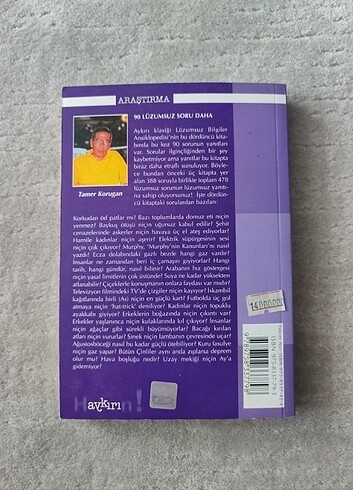 ARAŞTIRMA
90 LÜZUMSUZ SORU DAHA
Aykırı klasiği Lüzumsuz Bilgiler
Ansiklopedisi'nin bu dördüncü kita-
bında bu kez 90 sorunun yanıtları
var. Sorular ilginçliğinden bir şey
kaybetmiyor ama yanıtlar bu kitapta
biraz daha etraflı sunuluyor. Böyle-
ce bundan önceki üç kitapta yer
alan 388 soruyla birlikte toplam 478
lüzumsuz sorunun lüzumsuz yanıtı-
na sahip oluyorsunuz! İşte dördün-
cü kitaptaki sorulardan bazıları:
Tamer Korugan
Korkudan öd patlar mı? Bazı toplumlarda domuz eti niçin
yenmez? Baykuş ötüşü niçin uğursuz kabul edilir? Şehit
cenazelerinde askerler niçin havaya üç el ateş ediyorlar?
Hamile kadınlar niçin aşerir? Elektrik süpürgesinin sesi
niçin çok çıkıyor? Murphy, 'Murphy'nin Kanunları'nı nasıl
yazdı? Ecza dolabındaki gazlı bezde hangi gaz vardır?
İnsanlar ne zamandan beri iç çamaşırı giyiyorlar? Hangi
tarih, hangi gündür, nasıl bilinir? Arabanın hız göstergesi
niçin yasal limitlerin çok üstünde? Suya ne kadar yüksekten
atlanabilir? Çiçeklerle konuşmanın onlara faydası var mıdır?
Televizyon filmindeki TV'de çizgiler niçin kayıyor? İskambil
kağıtlarında birli (As) niçin en güçlü kart? Futbolda üç gol
atmaya niçin 'hat-trick' deniliyor? Kadınlar niçin topuklu
ayakkabı giyiyor? Erkeklerin boğazında niçin çıkıntı var?
Erkekler yaşlanınca niçin kulaklarında kıl çıkıyor? İnsanlar
niçin ağaçlar gibi sürekli büyümüyorlar? Bacağı kırılan
atları niçin vururlar? Sinek niçin lambanın çevresinde uçar?
Ağustosböceği nasıl bu kadar güçlü ötebiliyor? Kuru fasulye
niçin gaz yapar? Bütün Çinliler aynı anda zıplarsa deprem
olur mu? Hava boşluğu nedir? Uzay mekiği niçin Ay'a
gidemiyor?
aykırı
14000000